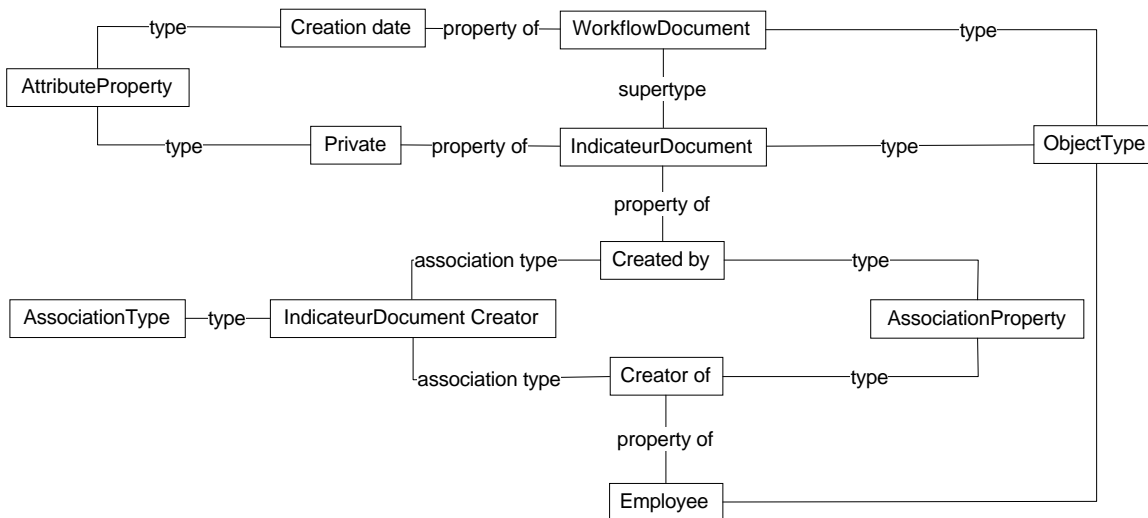 type
Creation date
property of
WorkflowDocument
type
AttributeProperty
supertype
type
Private
property of
IndicateurDocument
type
ObjectType
property of
association type
Created by
type
AssociationType
type
IndicateurDocument Creator
AssociationProperty
association type
Creator of
type
property of
Employee